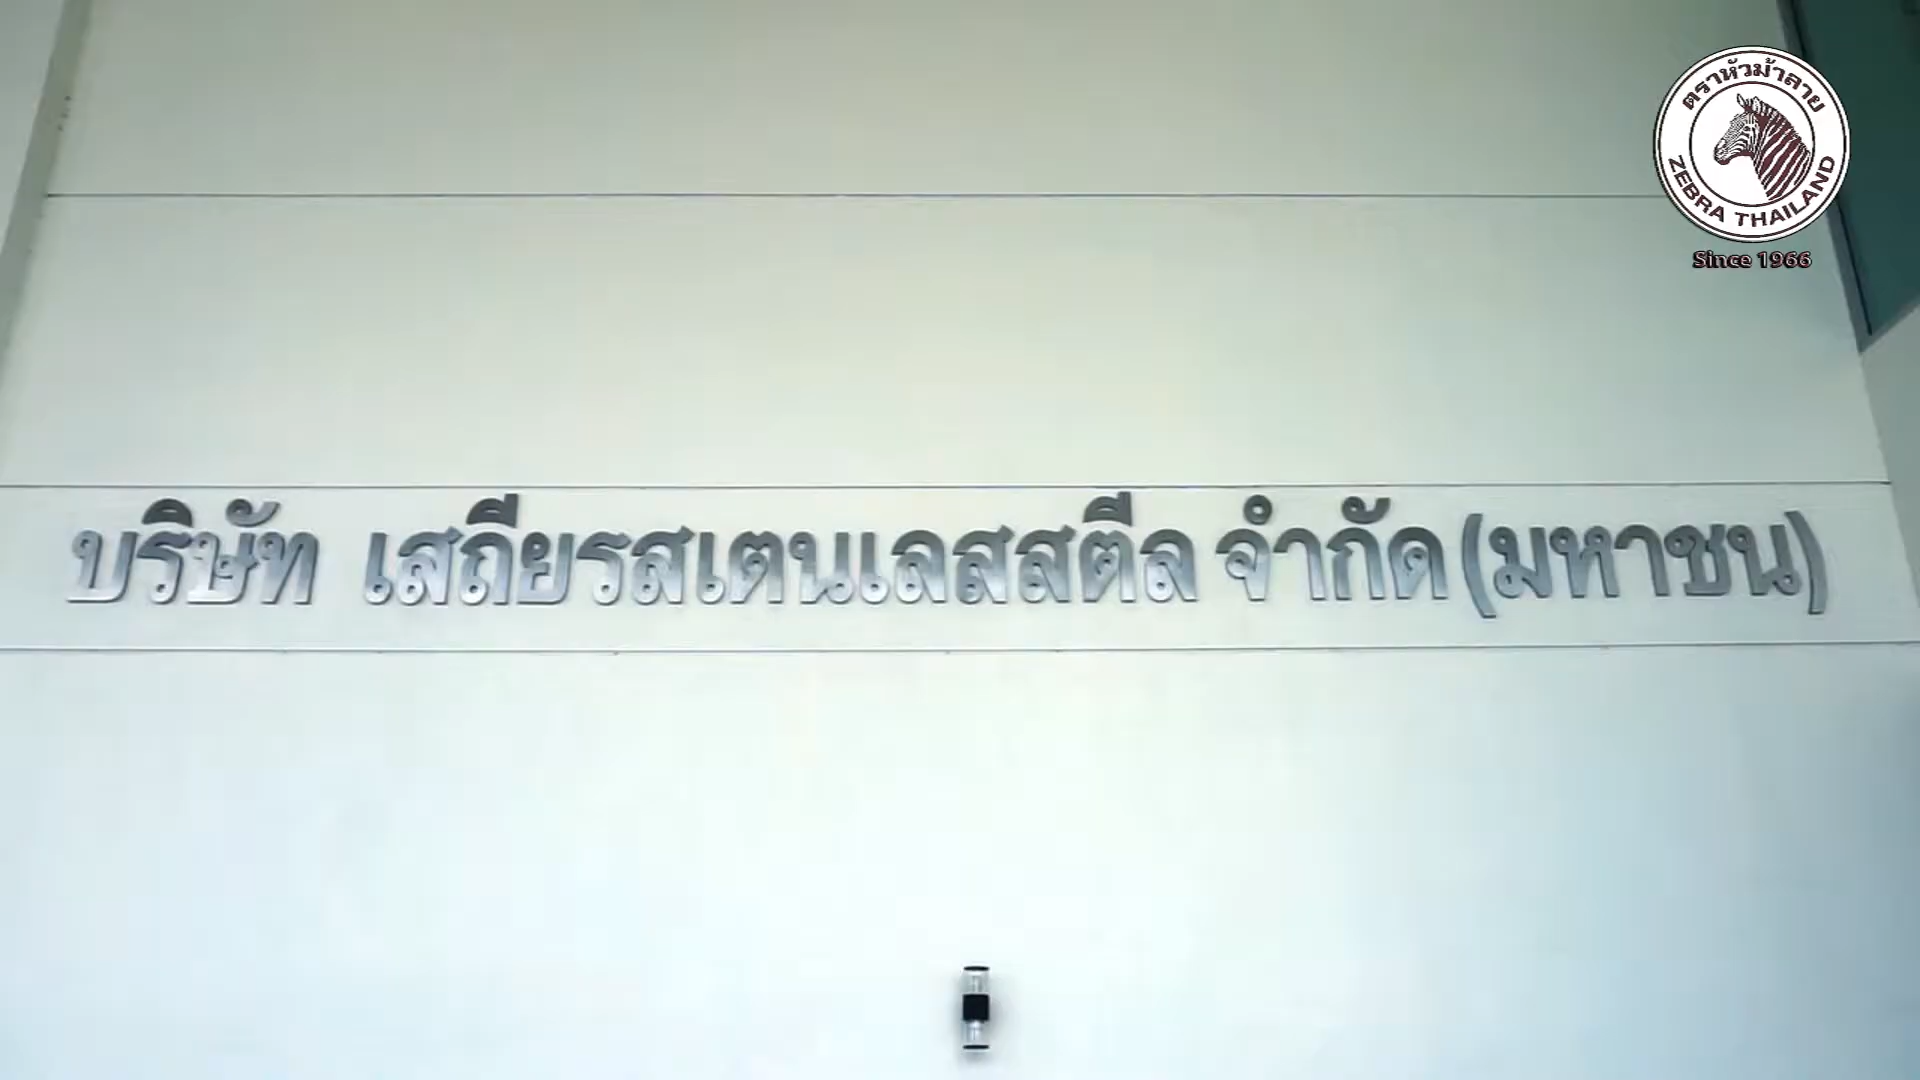 ตราหัวม้าลาย
ZEBRA THAILAND
Since 1966
บริษัท เสถียรสเตนเลสสตีล จำกัด (มหาชน)